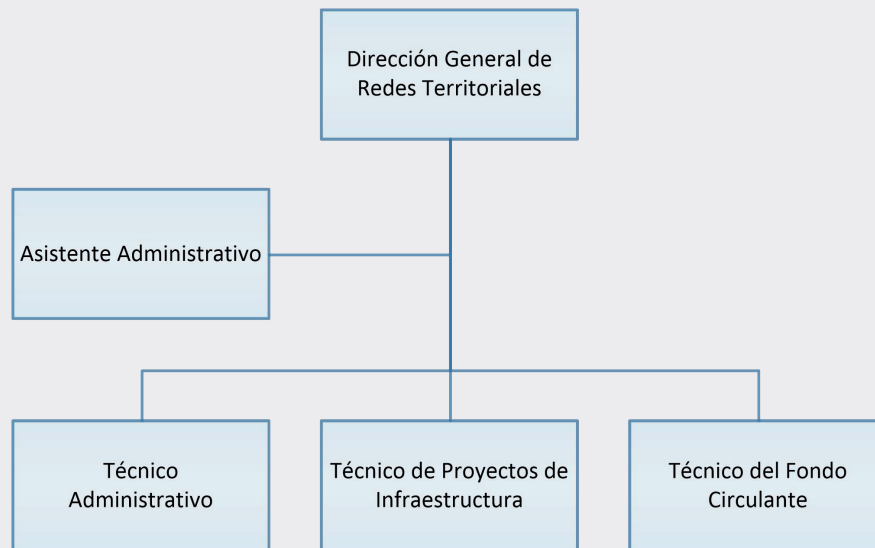 Dirección General de
Redes Territoriales
Asistente Administrativo
Técnico
Administrativo
Técnico de Proyectos de
Infraestructura
Técnico del Fondo
Circulante